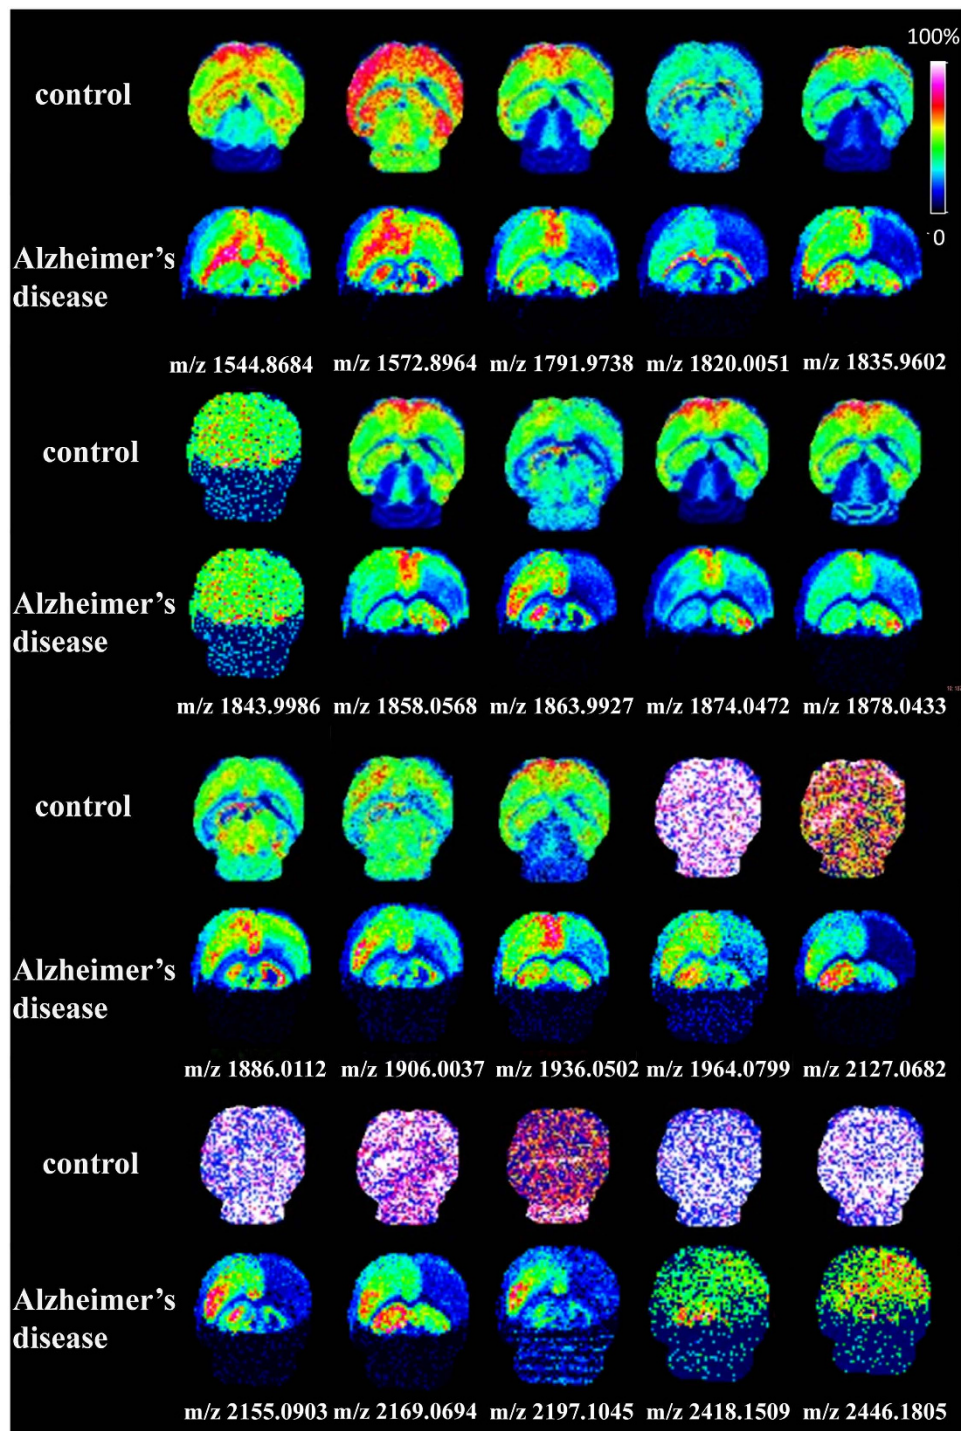 100%
control
0
Alzheimer's
disease
m/z 1544.8684 m/z 1572.8964 m/z 1791.9738 m/z 1820.0051 m/z 1835.9602
control
Alzheimer's
disease
m/z 1843.9986 m/z 1858.0568 m/z 1863.9927 m/z 1874.0472 m/z 1878.0433
control
Alzheimer's
disease
m/z 1886.0112 m/z 1906.0037 m/z 1936.0502 m/z 1964.0799 m/z 2127.0682
control
Alzheimer's
disease
m/z 2155.0903 m/z 2169.0694 m/z 2197.1045 m/z 2418.1509 m/z 2446.1805